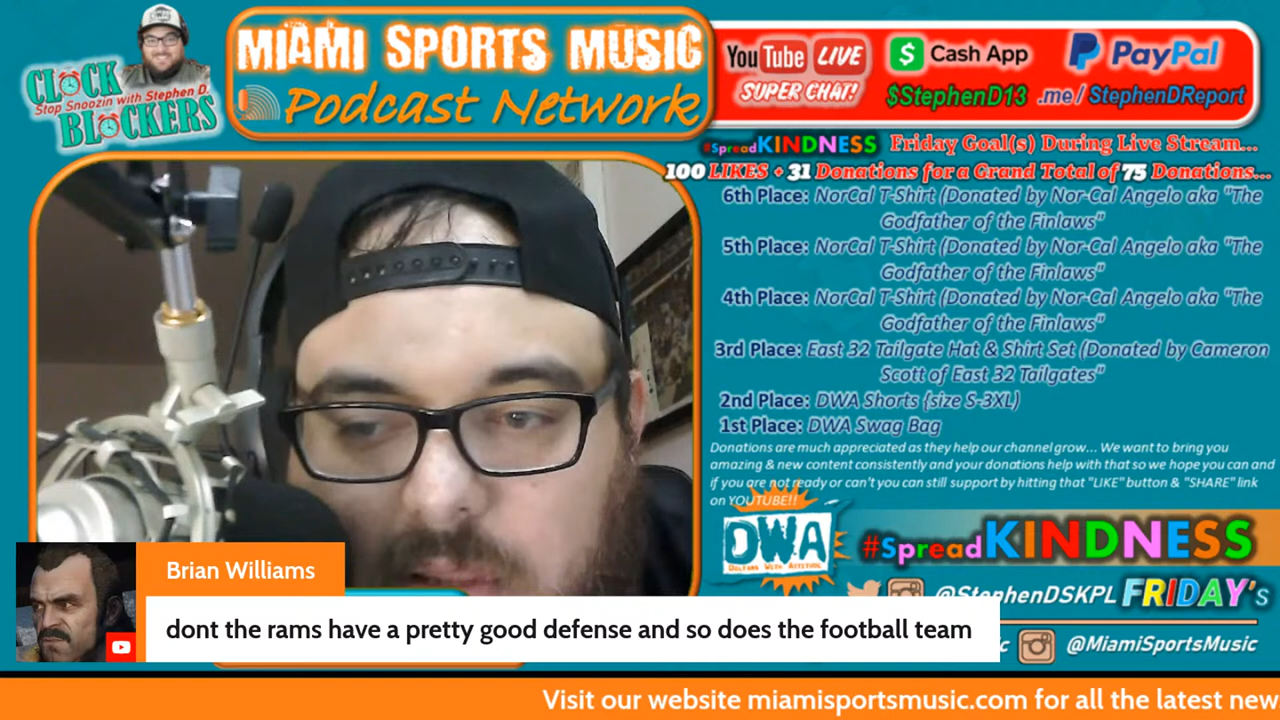 DWA
CLOCK
Stop Snoozin with Stephen D.
BLOCKERS
MIAMI SPORTS MUSIC
Podcast Network
YouTube LIVE
SUPER CHAT!
$ Cash App
$StephenD13
PayPal
.me/StephenDReport
#SpreadKINDNESS Friday Goal(s) During Live Stream...
100 LIKES + 31 Donations for a Grand Total of 75 Donations...
6th Place: NorCal T-Shirt (Donated by Nor-Cal Angelo aka "The
Godfather of the Finlaws"
5th Place: NorCal T-Shirt (Donated by Nor-Cal Angelo aka "The
Godfather of the Finlaws"
4th Place: NorCal T-Shirt (Donated by Nor-Cal Angelo aka "The
Godfather of the Finlaws"
3rd Place: East 32 Tailgate Hat & Shirt Set (Donated by Cameron
Scott of East 32 Tailgates"
2nd Place: DWA Shorts (size S-3XL)
1st Place: DWA Swag Bag
Donations are much appreciated as they help our channel grow... We want to bring you
amazing & new content consistently and your donations help with that so we hope you can and
if you are not ready or can't you can still support by hitting that "LIKE" button & "SHARE" link
on YOUTUBE!!
DWA
DOLFANS WITH ATTITUDE
#SpreadKINDNESS
@StephenDSKPL FRIDAY's
@MiamiSportsMusic
Brian Williams
dont the rams have a pretty good defense and so does the football team
Visit our website miamisportsmusic.com for all the latest new